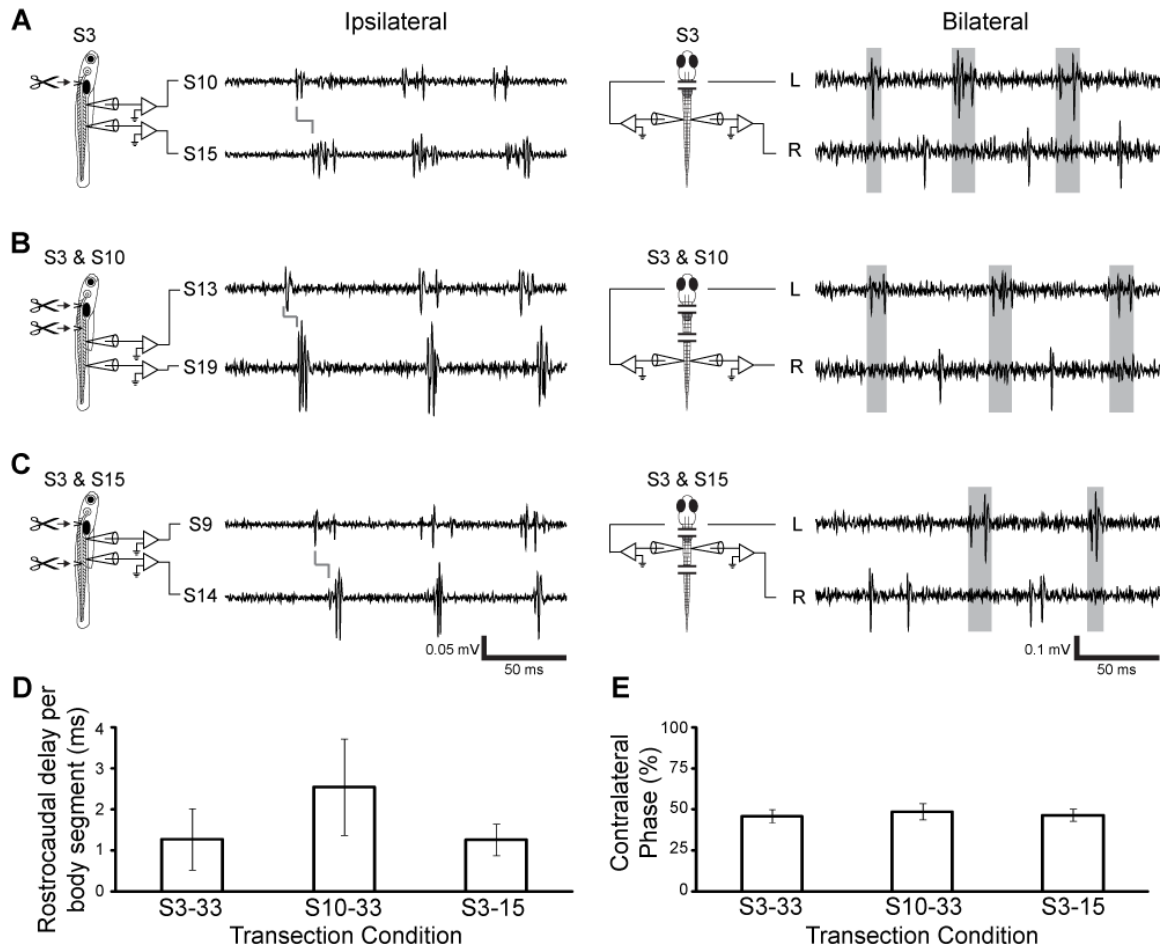 A
S3
Ipsilateral
S3
Bilateral
S10
S15
L
R
B
S3 & S10
S3 & S10
S13
S19
L
R
C
S3 & S15
S3 & S15
S9
S14
L
R
0.05 mV
50 ms
0.1 mV
50 ms
D
Rostrocaudal delay per
body segment (ms)
4
3
2
1
0
S3-33
S10-33
S3-15
Transection Condition
E
Contralateral
Phase (%)
100
75
50
25
0
S3-33
S10-33
S3-15
Transection Condition